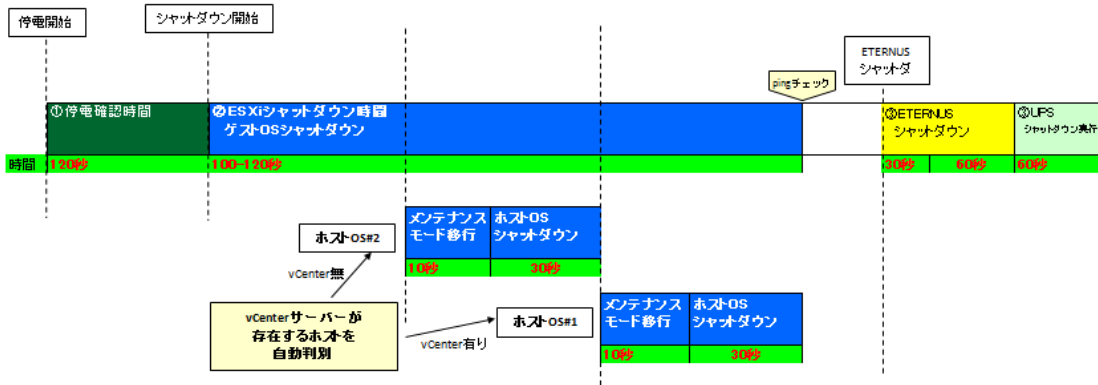 停電開始
シャットダウン開始
ETERNUS
シャットダ
pingチェック
①停電確認時間
②ESXiシャットダウン時間
ゲストOSシャットダウン
③ETERNUS
シャットダウン
③UPS
シャットダウン実行
時間
120秒
100-120秒
30秒
60秒
60秒
ホストOS#2
メンテナンス
モード移行
ホストOS
シャットダウン
10秒
30秒
vCenter無
vCenterサーバーが
存在するホストを
自動判別
vCenter有り
ホストOS#1
メンテナンス
モード移行
ホストOS
シャットダウン
10秒
30秒